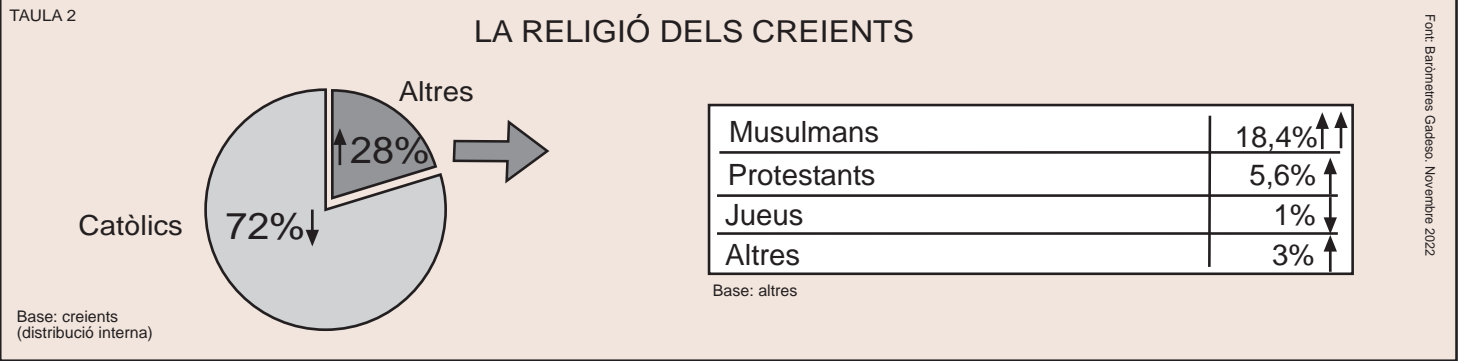 TAULA 2
LA RELIGIÓ DELS CREIENTS
Altres
28%
Catòlics
72%
Base: creients
(distribució interna)
Musulmans 18,4%
Protestants 5,6%
Jueus 1%
Altres 3%
Base: altres
Font: Baròmetres Gadeso. Novembre 2022